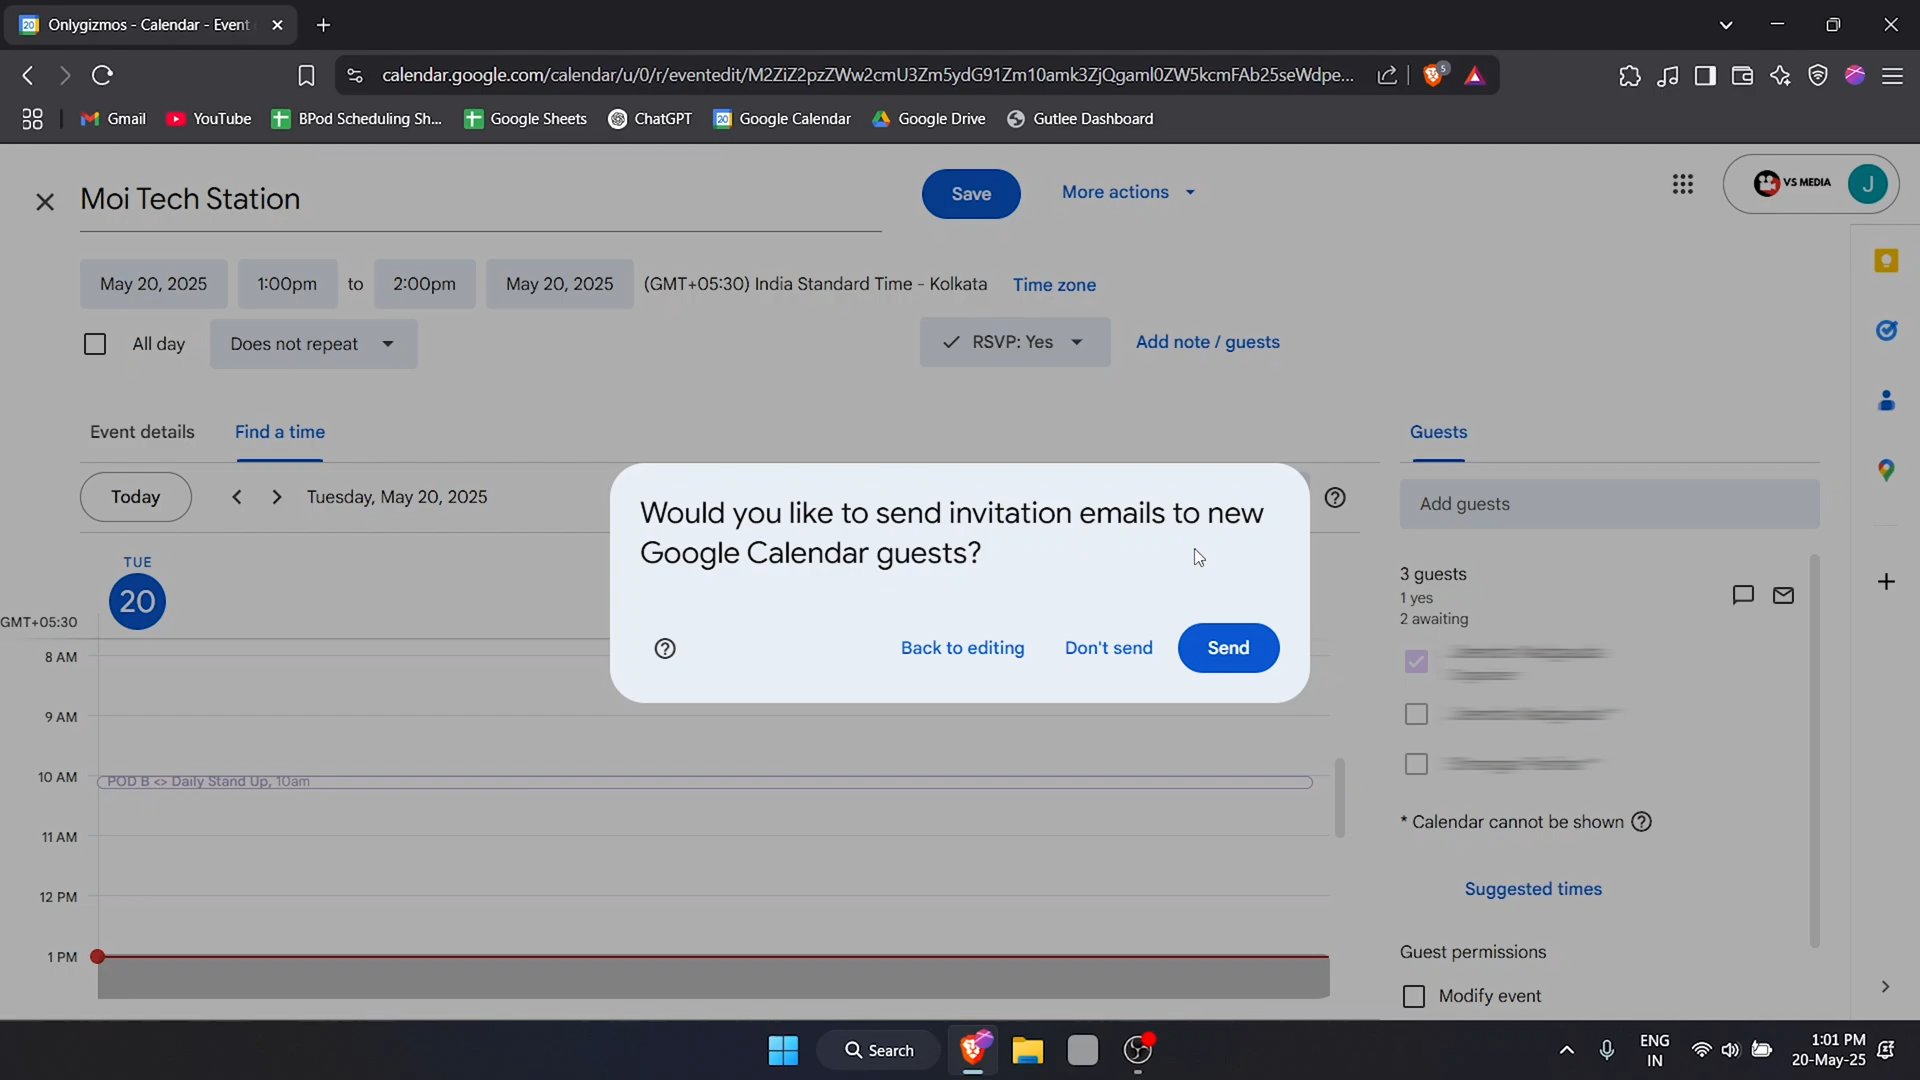 Onlygizmos - Calendar - Event
calendar.google.com/calendar/u/0/r/eventedit/M2ZiZ2pzZWw2cmU3Zm5ydG91Zm10amk3ZjQgaml0ZW5kcmFAb25seWdpe...
5
Gmail
YouTube
BPod Scheduling Sh...
Google Sheets
ChatGPT
Google Calendar
Google Drive
Gutlee Dashboard
Moi Tech Station
Save
More actions
VS MEDIA
J
May 20, 2025
1:00pm
to
2:00pm
May 20, 2025
(GMT+05:30) India Standard Time - Kolkata
Time zone
All day
Does not repeat
RSVP: Yes
Add note / guests
Event details
Find a time
Guests
Today
Tuesday, May 20, 2025
Add guests
Would you like to send invitation emails to new
Google Calendar guests?
Back to editing
Don't send
Send
TUE
20
GMT+05:30
8 AM
9 AM
10 AM
POD B <> Daily Stand Up, 10am
11 AM
12 PM
1 PM
3 guests
1 yes
2 awaiting
* Calendar cannot be shown
Suggested times
Guest permissions
Modify event
Search
ENG
IN
1:01 PM
20-May-25